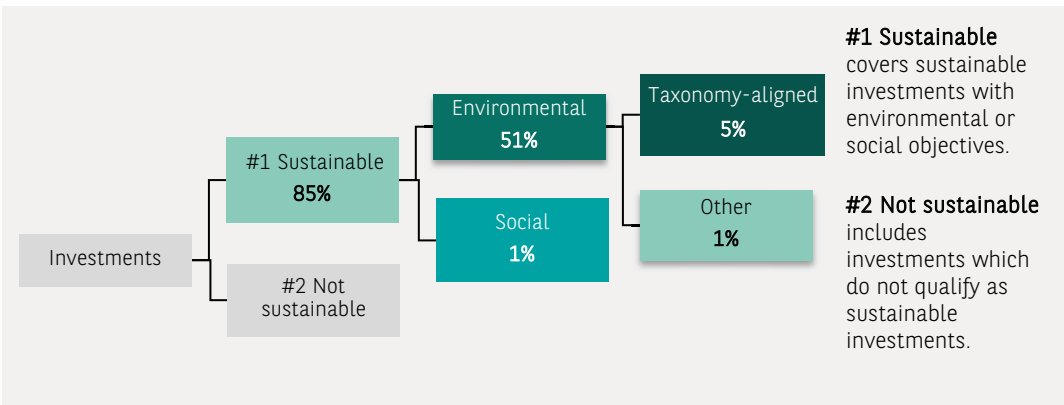 Investments
#1 Sustainable
85%
#2 Not
sustainable
Environmental
51%
Social
1%
Taxonomy-aligned
5%
Other
1%
#1 Sustainable
covers sustainable
investments with
environmental or
social objectives.
#2 Not sustainable
includes
investments which
do not qualify as
sustainable
investments.